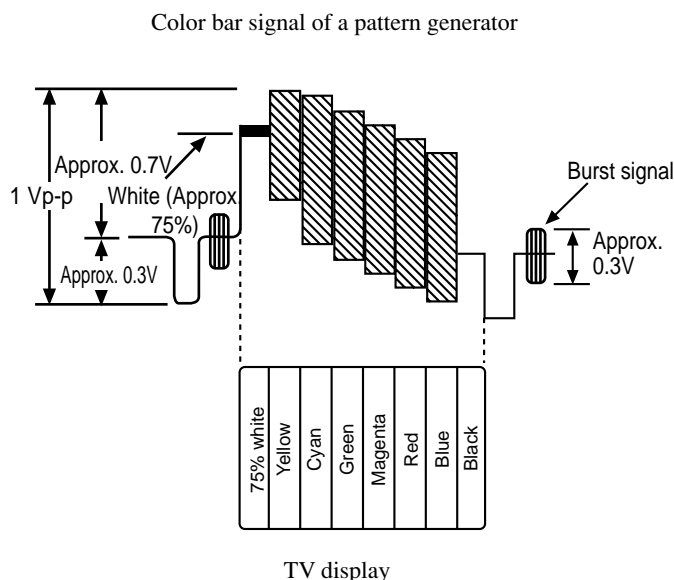 Color bar signal of a pattern generator
Approx. 0.7V
1 Vp-p
White (Approx.
75%)
Approx. 0.3V
Burst signal
Approx.
0.3V
75% white
Yellow
Cyan
Green
Magenta
Red
Blue
Black
TV display